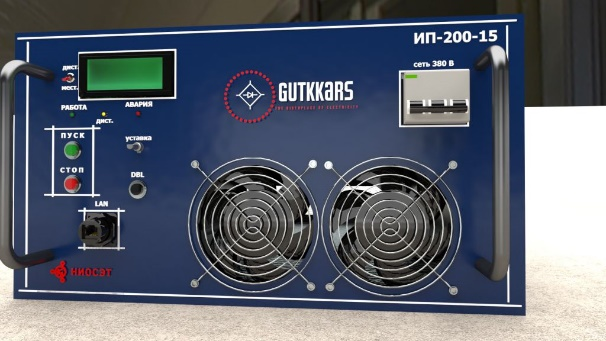 ИП-200-15
сеть 380 В
дист.
мест.
GUTKKARS
РАБОТА
АВАРИЯ
дист.
ПУСК
уставка
СТОП
DBL
LAN
НИОСЭТ